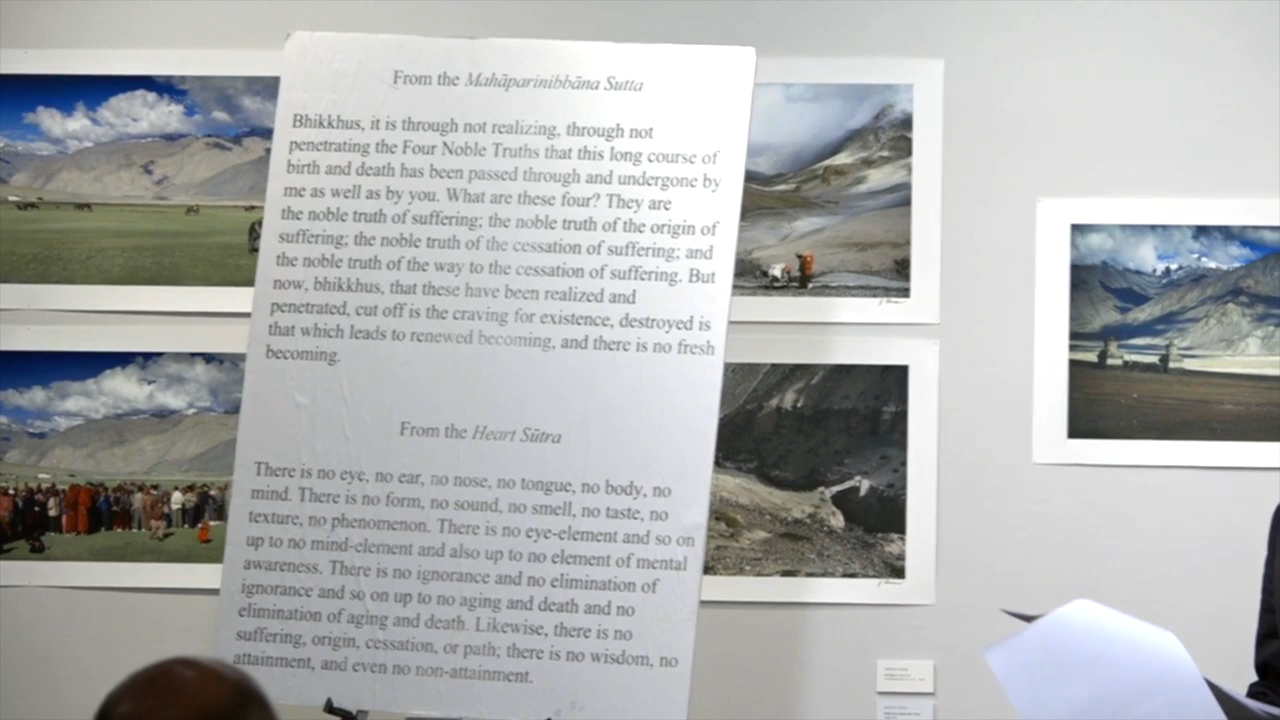 From the Mahāparinibbāna Sutta
Bhikkhus, it is through not realizing, through not
penetrating the Four Noble Truths that this long course of
birth and death has been passed through and undergone by
me as well as by you. What are these four? They are
the noble truth of suffering; the noble truth of the origin of
suffering; the noble truth of the cessation of suffering; and
the noble truth of the way to the cessation of suffering. But
now, bhikkhus, that these have been realized and
penetrated, cut off is the craving for existence, destroyed is
that which leads to renewed becoming, and there is no fresh
becoming.
From the Heart Sūtra
There is no eye, no ear, no nose, no tongue, no body, no
mind. There is no form, no sound, no smell, no taste, no
texture, no phenomenon. There is no eye-element and so on
up to no mind-element and also up to no element of mental
awareness. There is no ignorance and no elimination of
ignorance and so on up to no aging and death and no
elimination of aging and death. Likewise, there is no
suffering, origin, cessation, or path; there is no wisdom, no
attainment, and even no non-attainment.